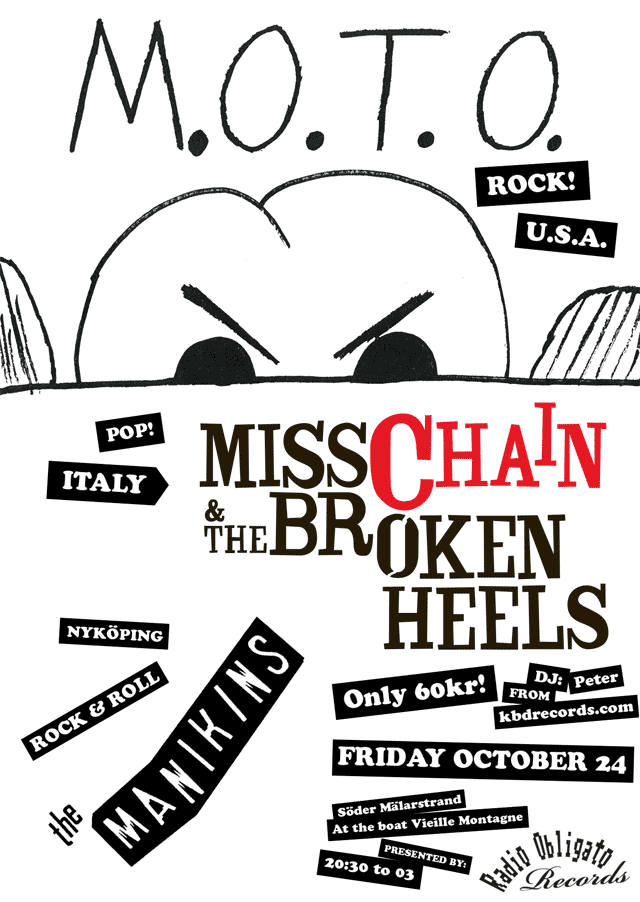 M.O.T.O.
ROCK!
U.S.A.
POP!
ITALY
MISS CHAIN
& THE BROKEN
HEELS
NYKÖPING
ROCK & ROLL
the MANIKINS
Only 60kr!
DJ: Peter
FROM
kbdrecords.com
FRIDAY OCTOBER 24
Söder Mälarstrand
At the boat Vieille Montagne
20:30 to 03
PRESENTED BY:
Radio Obligato
Records